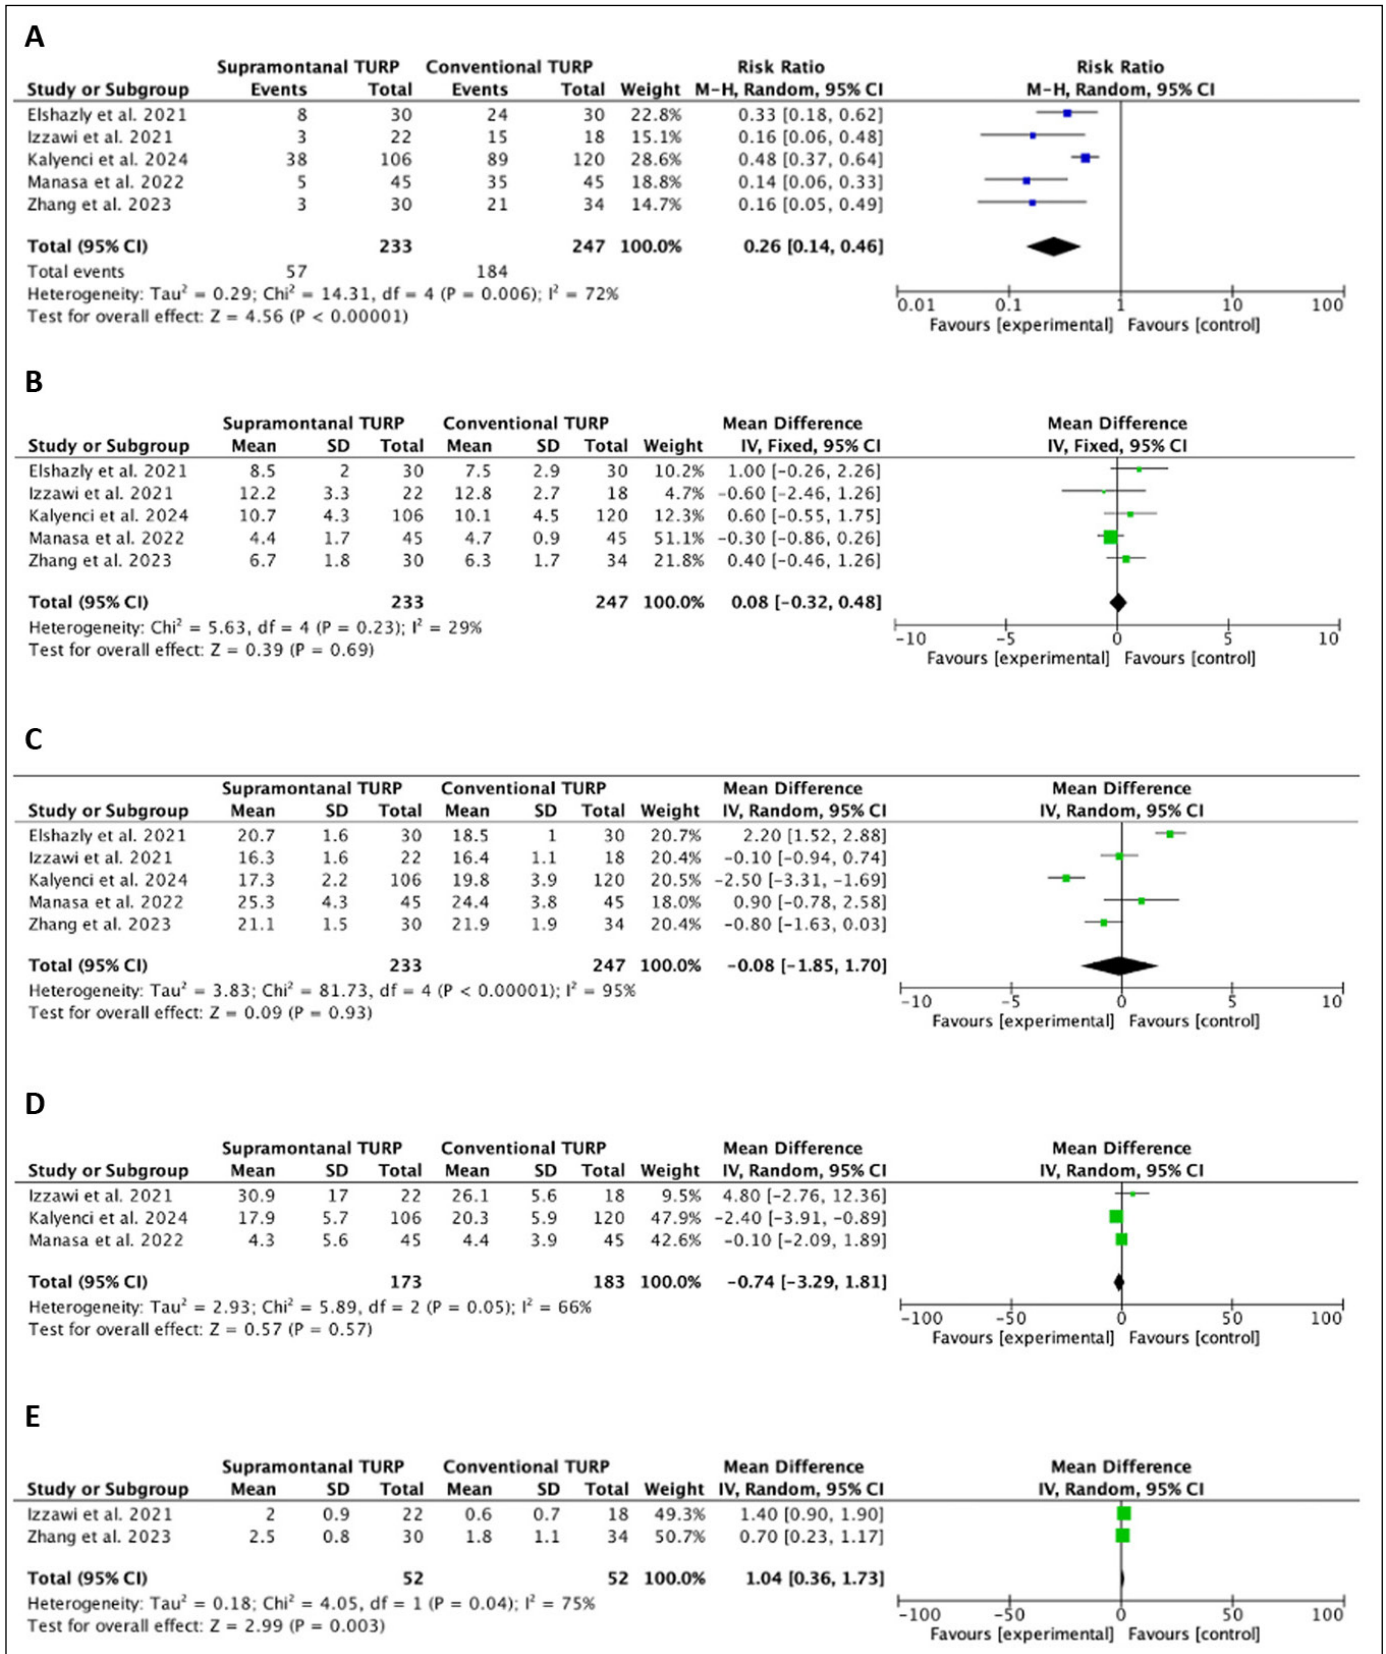 A
Supramontanal TURP Conventional TURP Risk Ratio Risk Ratio
Study or Subgroup Events Total Events Total Weight M-H, Random, 95% CI M-H, Random, 95% CI
Elshazly et al. 2021 8 30 24 30 22.8% 0.33 [0.18, 0.62]
Izzawi et al. 2021 3 22 15 18 15.1% 0.16 [0.06, 0.48]
Kalyenci et al. 2024 38 106 89 120 28.6% 0.48 [0.37, 0.64]
Manasa et al. 2022 5 45 35 45 18.8% 0.14 [0.06, 0.33]
Zhang et al. 2023 3 30 21 34 14.7% 0.16 [0.05, 0.49]
Total (95% CI) 233 247 100.0% 0.26 [0.14, 0.46]
Total events 57 184
Heterogeneity: Tau² = 0.29; Chi² = 14.31, df = 4 (P = 0.006); I² = 72%
Test for overall effect: Z = 4.56 (P < 0.00001)
0.01 0.1 1 10 100
Favours [experimental] Favours [control]
B
Supramontanal TURP Conventional TURP Mean Difference Mean Difference
Study or Subgroup Mean SD Total Mean SD Total Weight IV, Fixed, 95% CI IV, Fixed, 95% CI
Elshazly et al. 2021 8.5 2 30 7.5 2.9 30 10.2% 1.00 [-0.26, 2.26]
Izzawi et al. 2021 12.2 3.3 22 12.8 2.7 18 4.7% -0.60 [-2.46, 1.26]
Kalyenci et al. 2024 10.7 4.3 106 10.1 4.5 120 12.3% 0.60 [-0.55, 1.75]
Manasa et al. 2022 4.4 1.7 45 4.7 0.9 45 51.1% -0.30 [-0.86, 0.26]
Zhang et al. 2023 6.7 1.8 30 6.3 1.7 34 21.8% 0.40 [-0.46, 1.26]
Total (95% CI) 233 247 100.0% 0.08 [-0.32, 0.48]
Heterogeneity: Chi² = 5.63, df = 4 (P = 0.23); I² = 29%
Test for overall effect: Z = 0.39 (P = 0.69)
-10 -5 0 5 10
Favours [experimental] Favours [control]
C
Supramontanal TURP Conventional TURP Mean Difference Mean Difference
Study or Subgroup Mean SD Total Mean SD Total Weight IV, Random, 95% CI IV, Random, 95% CI
Elshazly et al. 2021 20.7 1.6 30 18.5 1 30 20.7% 2.20 [1.52, 2.88]
Izzawi et al. 2021 16.3 1.6 22 16.4 1.1 18 20.4% -0.10 [-0.94, 0.74]
Kalyenci et al. 2024 17.3 2.2 106 19.8 3.9 120 20.5% -2.50 [-3.31, -1.69]
Manasa et al. 2022 25.3 4.3 45 24.4 3.8 45 18.0% 0.90 [-0.78, 2.58]
Zhang et al. 2023 21.1 1.5 30 21.9 1.9 34 20.4% -0.80 [-1.63, 0.03]
Total (95% CI) 233 247 100.0% -0.08 [-1.85, 1.70]
Heterogeneity: Tau² = 3.83; Chi² = 81.73, df = 4 (P < 0.00001); I² = 95%
Test for overall effect: Z = 0.09 (P = 0.93)
-10 -5 0 5 10
Favours [experimental] Favours [control]
D
Supramontanal TURP Conventional TURP Mean Difference Mean Difference
Study or Subgroup Mean SD Total Mean SD Total Weight IV, Random, 95% CI IV, Random, 95% CI
Izzawi et al. 2021 30.9 17 22 26.1 5.6 18 9.5% 4.80 [-2.76, 12.36]
Kalyenci et al. 2024 17.9 5.7 106 20.3 5.9 120 47.9% -2.40 [-3.91, -0.89]
Manasa et al. 2022 4.3 5.6 45 4.4 3.9 45 42.6% -0.10 [-2.09, 1.89]
Total (95% CI) 173 183 100.0% -0.74 [-3.29, 1.81]
Heterogeneity: Tau² = 2.93; Chi² = 5.89, df = 2 (P = 0.05); I² = 66%
Test for overall effect: Z = 0.57 (P = 0.57)
-100 -50 0 50 100
Favours [experimental] Favours [control]
E
Supramontanal TURP Conventional TURP Mean Difference Mean Difference
Study or Subgroup Mean SD Total Mean SD Total Weight IV, Random, 95% CI IV, Random, 95% CI
Izzawi et al. 2021 2 0.9 22 0.6 0.7 18 49.3% 1.40 [0.90, 1.90]
Zhang et al. 2023 2.5 0.8 30 1.8 1.1 34 50.7% 0.70 [0.23, 1.17]
Total (95% CI) 52 52 100.0% 1.04 [0.36, 1.73]
Heterogeneity: Tau² = 0.18; Chi² = 4.05, df = 1 (P = 0.04); I² = 75%
Test for overall effect: Z = 2.99 (P = 0.003)
-100 -50 0 50 100
Favours [experimental] Favours [control]